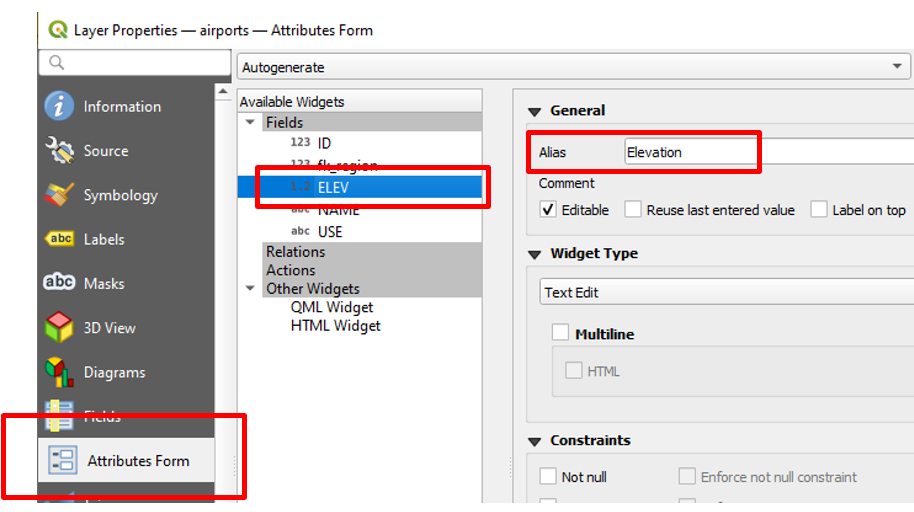 Layer Properties — airports — Attributes Form
Autogenerate
Information
Source
Symbology
Labels
Masks
3D View
Diagrams
Fields
Attributes Form
Available Widgets
Fields
123 ID
123 fk_region
1.2 ELEV
abc NAME
abc USE
Relations
Actions
Other Widgets
QML Widget
HTML Widget
General
Alias Elevation
Comment
Editable Reuse last entered value Label on top
Widget Type
Text Edit
Multiline
HTML
Constraints
Not null Enforce not null constraint